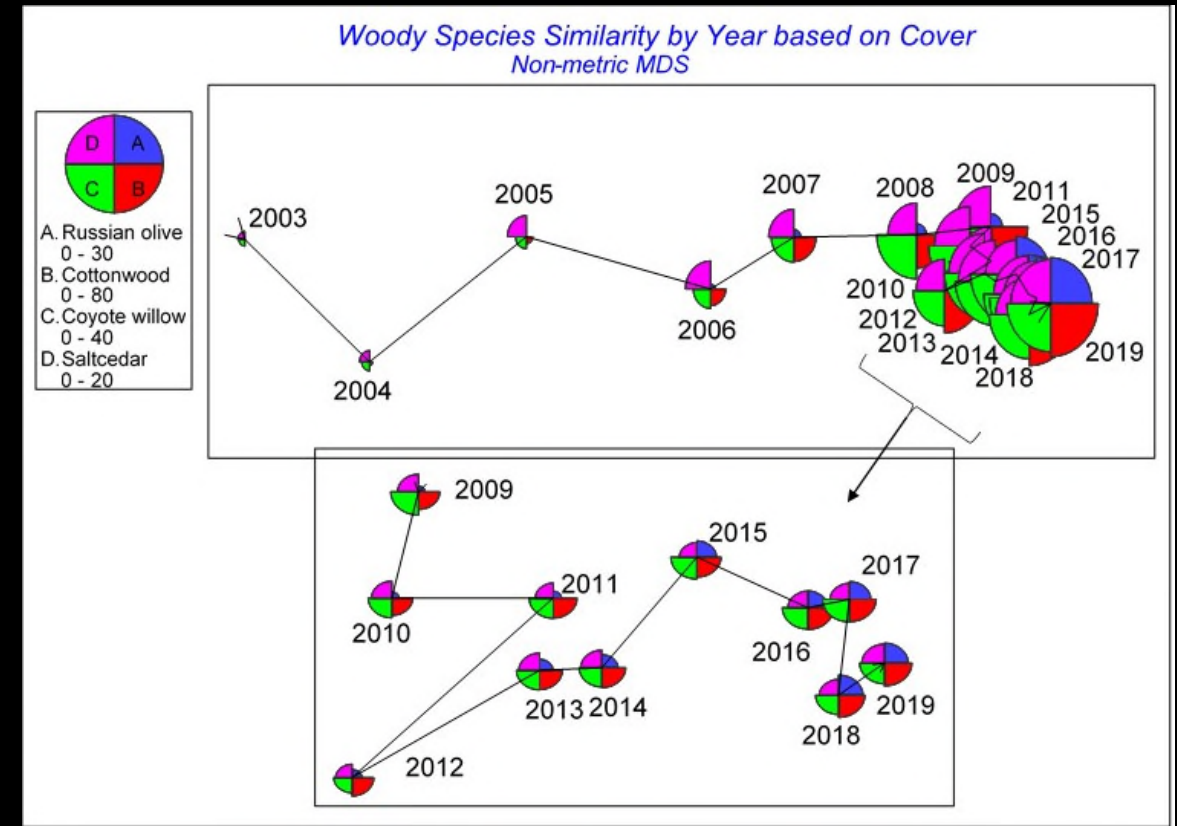 Woody Species Similarity by Year based on Cover
Non-metric MDS
D A
C B
A. Russian olive
0 - 30
B. Cottonwood
0 - 80
C. Coyote willow
0 - 40
D. Saltcedar
0 - 20
2003
2004
2005
2006
2007
2008
2009
2011
2015
2016
2017
2010
2012
2013
2014
2018
2019
2009
2010
2011
2012
2013
2014
2015
2016
2017
2018
2019